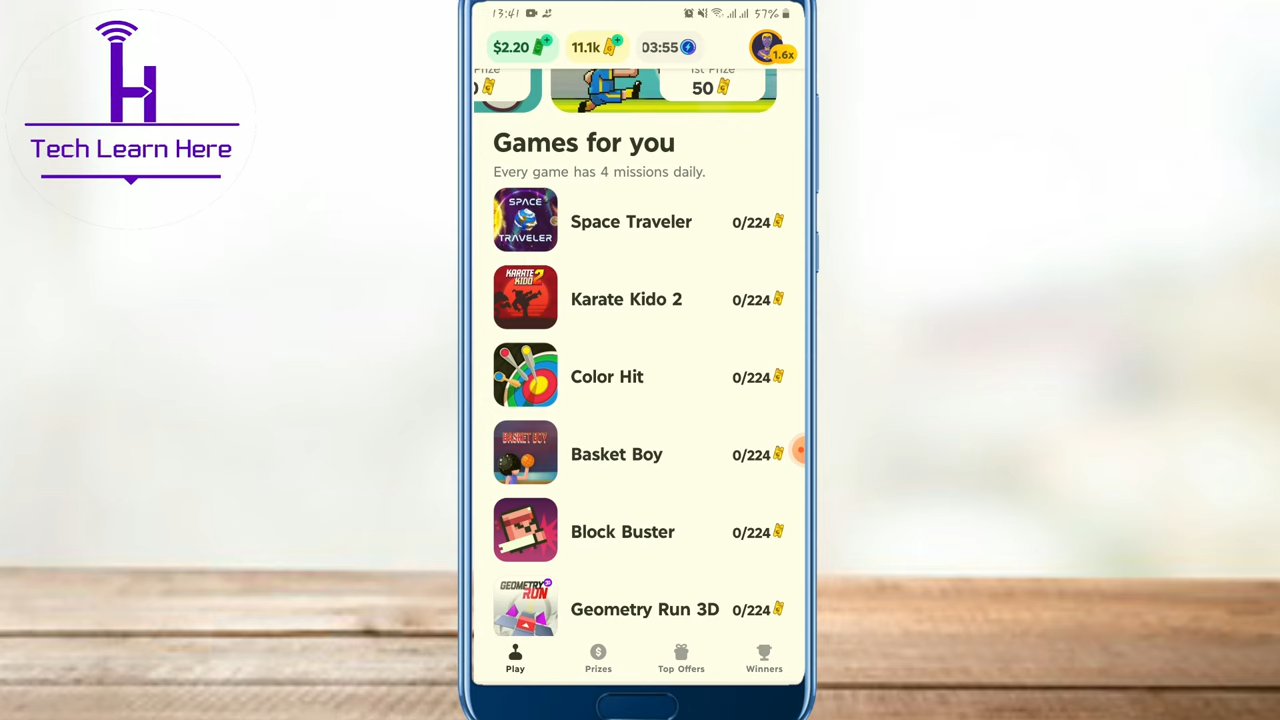 Tech Learn Here
13:41
57%
$2.20
11.1k
03:55
1.6x
1st Prize
50
Games for you
Every game has 4 missions daily.
SPACE
TRAVELER
Space Traveler
0/224
KARATE
KIDO 2
Karate Kido 2
0/224
Color Hit
0/224
BASKET BOY
Basket Boy
0/224
Block Buster
0/224
GEOMETRY
RUN
Geometry Run 3D
0/224
Play
Prizes
Top Offers
Winners